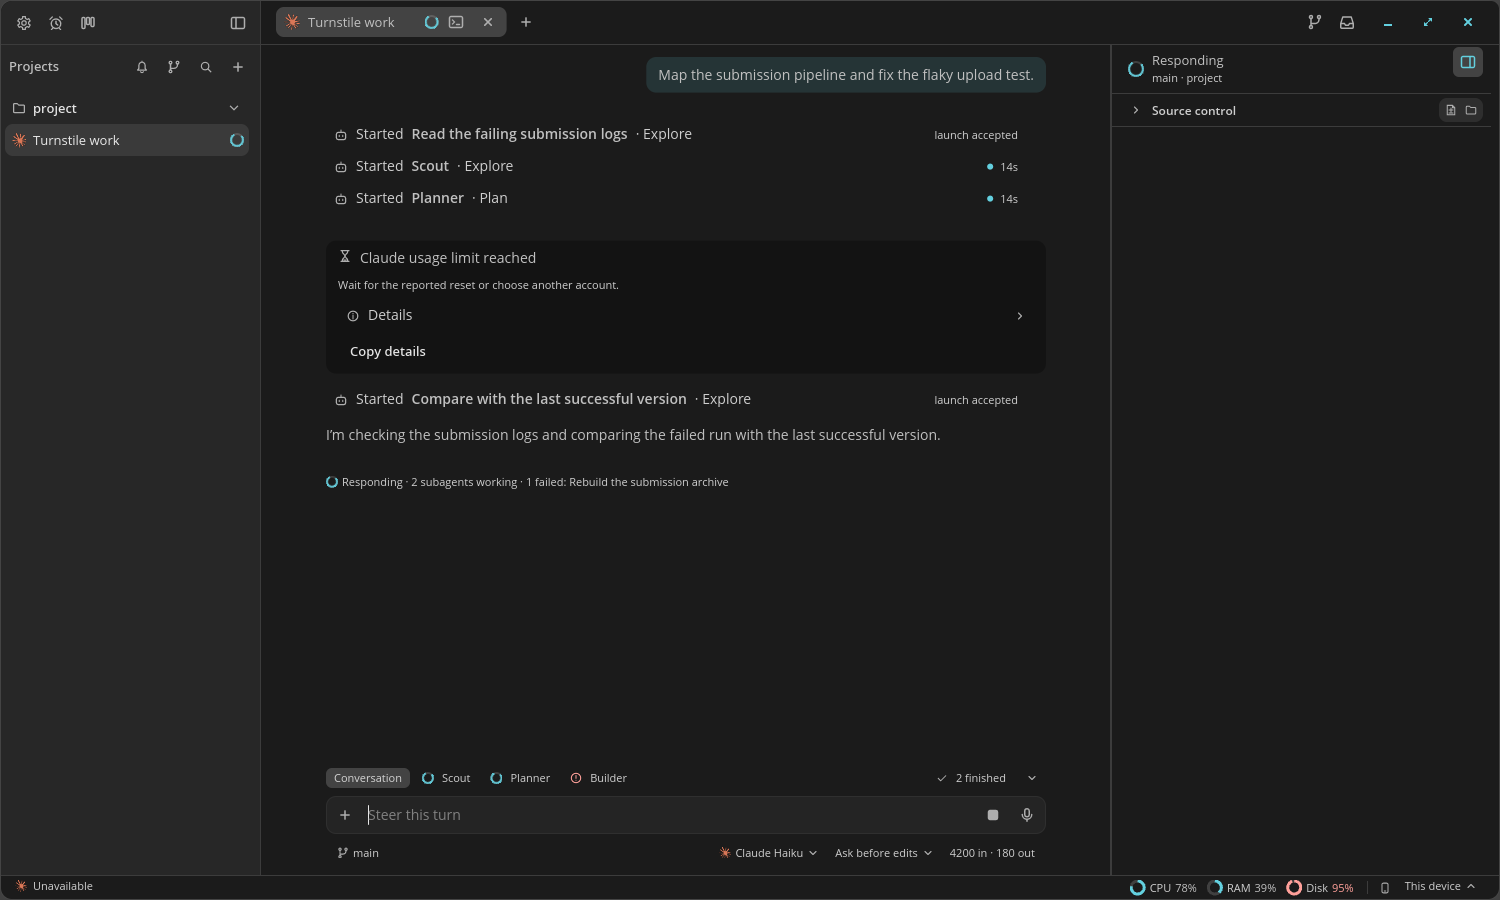 Turnstile work
Projects
project
Turnstile work
Map the submission pipeline and fix the flaky upload test.
Started Read the failing submission logs · Explore launch accepted
Started Scout · Explore 14s
Started Planner · Plan 14s
Claude usage limit reached
Wait for the reported reset or choose another account.
Details
Copy details
Started Compare with the last successful version · Explore launch accepted
I’m checking the submission logs and comparing the failed run with the last successful version.
Responding · 2 subagents working · 1 failed: Rebuild the submission archive
Conversation Scout Planner Builder 2 finished
Steer this turn
main Claude Haiku Ask before edits 4200 in · 180 out
Responding
main · project
Source control
Unavailable CPU 78% RAM 39% Disk 95% This device